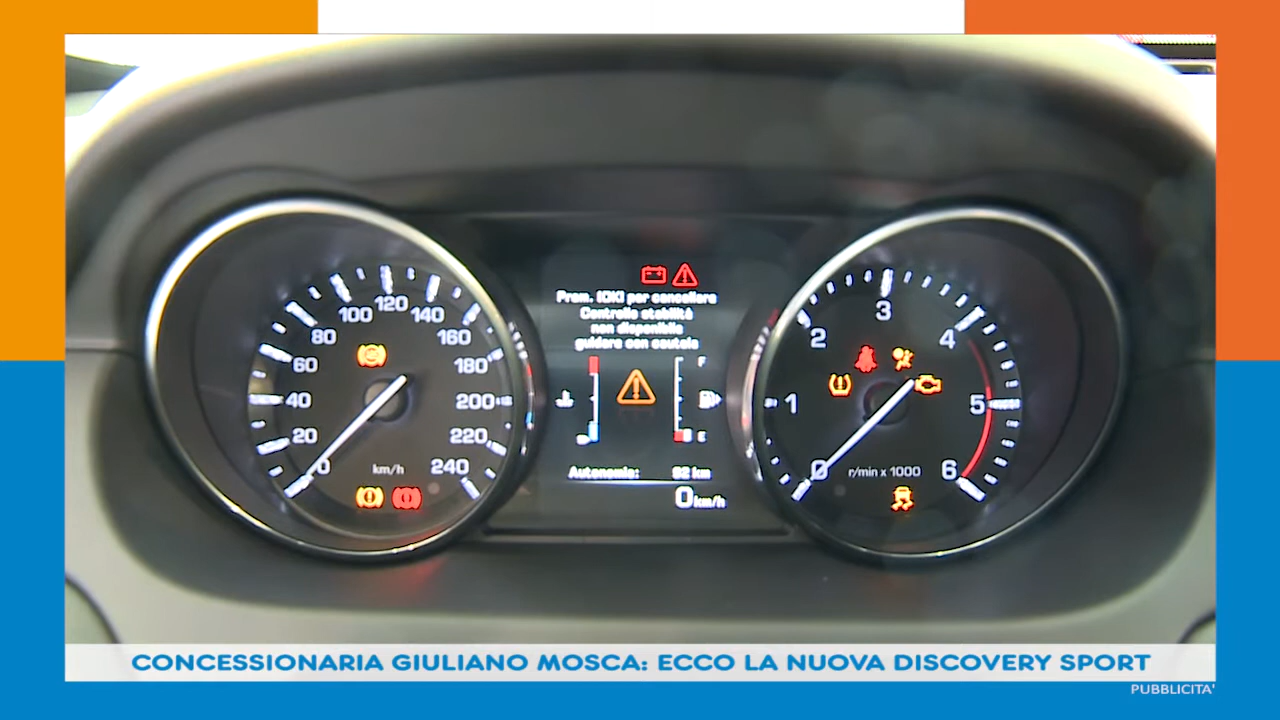 Prem. (OK) per cancellare
Controllo stabilità
non disponibile
guidare con cautela
0 20 40 60 80 100 120 140 160 180 200 220 240
km/h
F
E
Autonomia: 92 km
0 km/h
0 1 2 3 4 5 6
r/min x 1000
CONCESSIONARIA GIULIANO MOSCA: ECCO LA NUOVA DISCOVERY SPORT
PUBBLICITA'